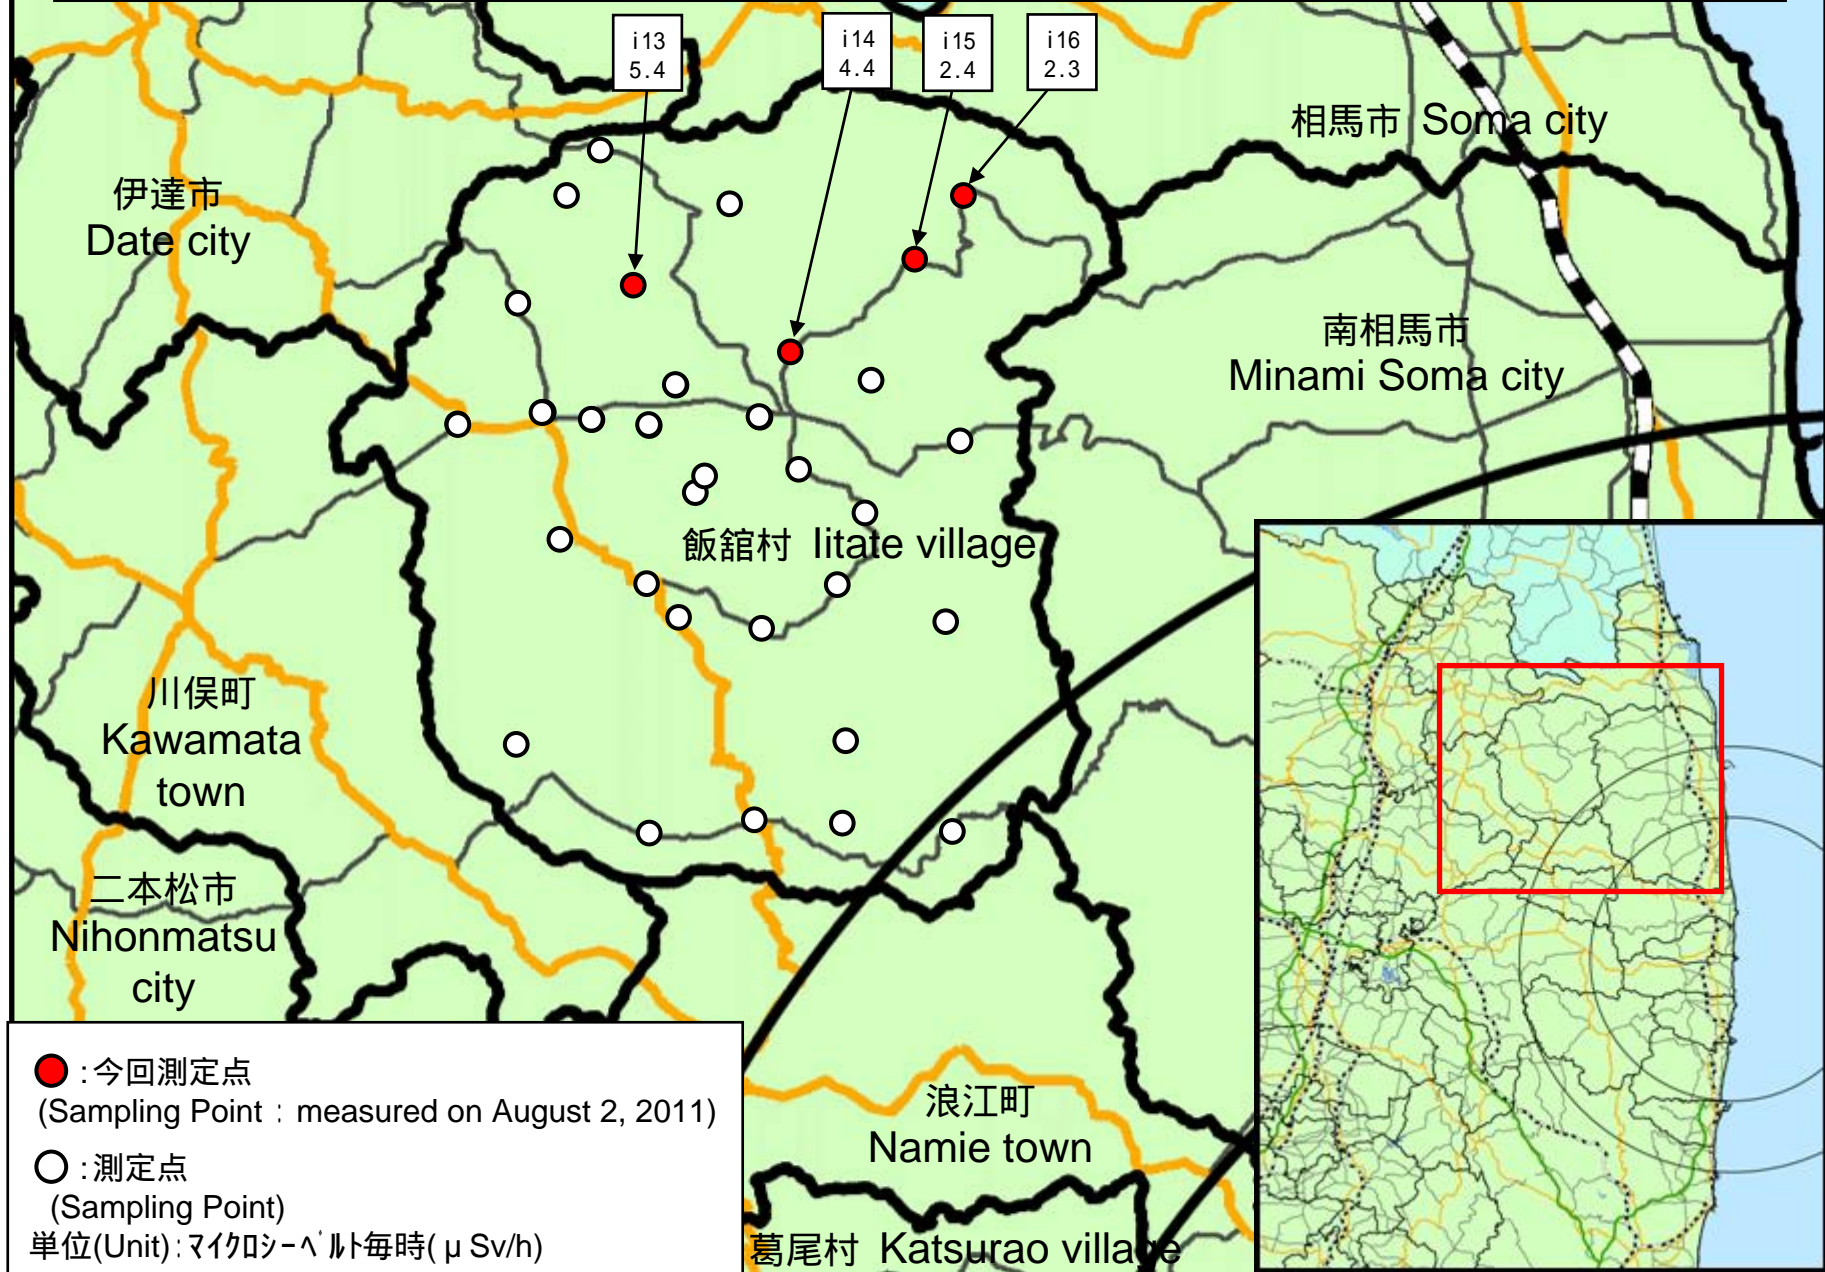 i13
5.4
i14
4.4
i15
2.4
i16
2.3
相馬市 Soma city
伊達市
Date city
南相馬市
Minami Soma city
飯舘村 Iitate village
川俣町
Kawamata
town
二本松市
Nihonmatsu
city
:今回測定点
(Sampling Point : measured on August 2, 2011)
:測定点
(Sampling Point)
単位(Unit):ﾏｲｸﾛｼｰﾍﾞﾙﾄ毎時(μSv/h)
浪江町
Namie town
葛尾村 Katsurao village